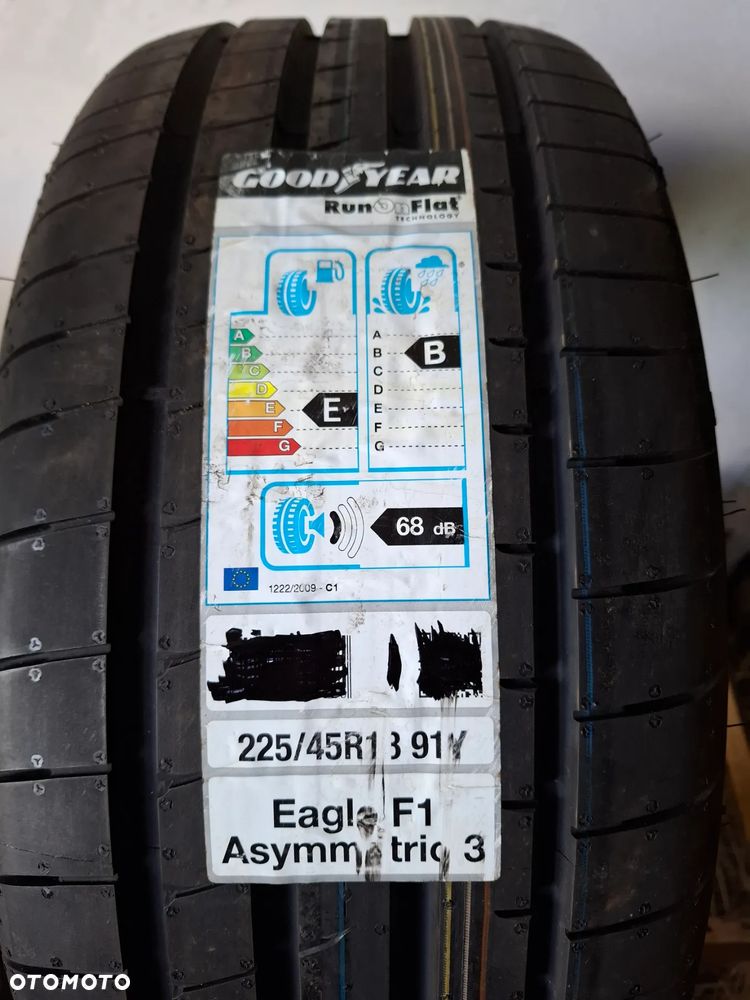 GOODYEAR
RunOnFlat
TECHNOLOGY
A
B
C
D
E
F
G
E
A
B
C
D
E
F
G
B
68 dB
1222/2009 - C1
225/45R18 91Y
Eagle F1
Asymmetric 3
OTOMOTO